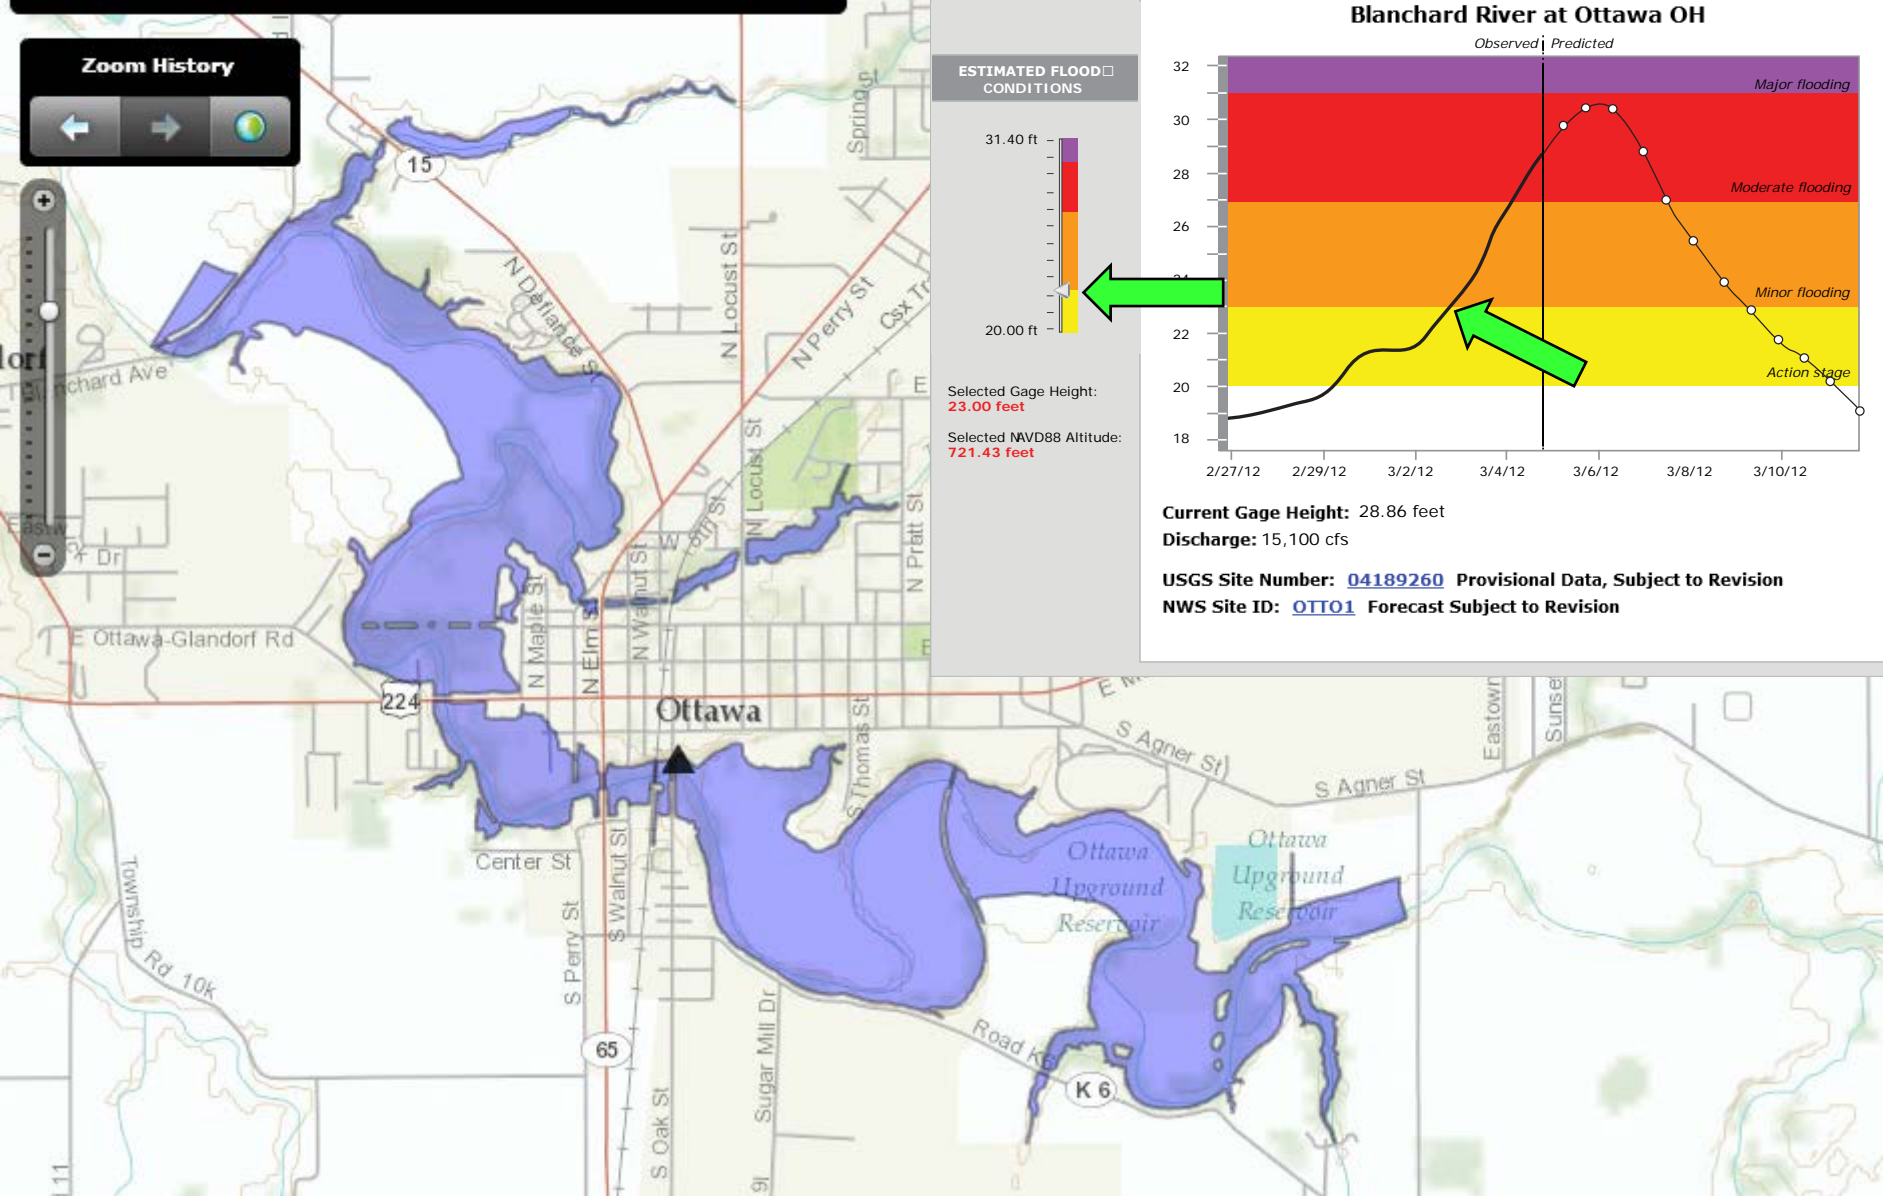 Zoom History
15
Spring St
N Defiance St
N Locust St
N Perry St
Csx Tr
Blanchard Ave
N Locust St
E
W
N Pratt St
Dr
E Ottawa-Glandorf Rd
N Maple St
N Elm S
N Walnut St
224
Ottawa
E M
S Thomas St
S Agner St
S Agner St
Eastown
Sunse
Center St
S Walnut St
S Perry St
Township Rd 10k
Ottawa
Upground
Reservoir
Ottawa
Upground
Reservoir
Road K6
K 6
65
Sugar Mill Dr
S Oak St
9l
111
ESTIMATED FLOOD
CONDITIONS
31.40 ft
20.00 ft
Selected Gage Height:
23.00 feet
Selected NAVD88 Altitude:
721.43 feet
Blanchard River at Ottawa OH
Observed Predicted
32
30
28
26
24
22
20
18
Major flooding
Moderate flooding
Minor flooding
Action stage
2/27/12 2/29/12 3/2/12 3/4/12 3/6/12 3/8/12 3/10/12
Current Gage Height: 28.86 feet
Discharge: 15,100 cfs
USGS Site Number: 04189260 Provisional Data, Subject to Revision
NWS Site ID: OTTO1 Forecast Subject to Revision